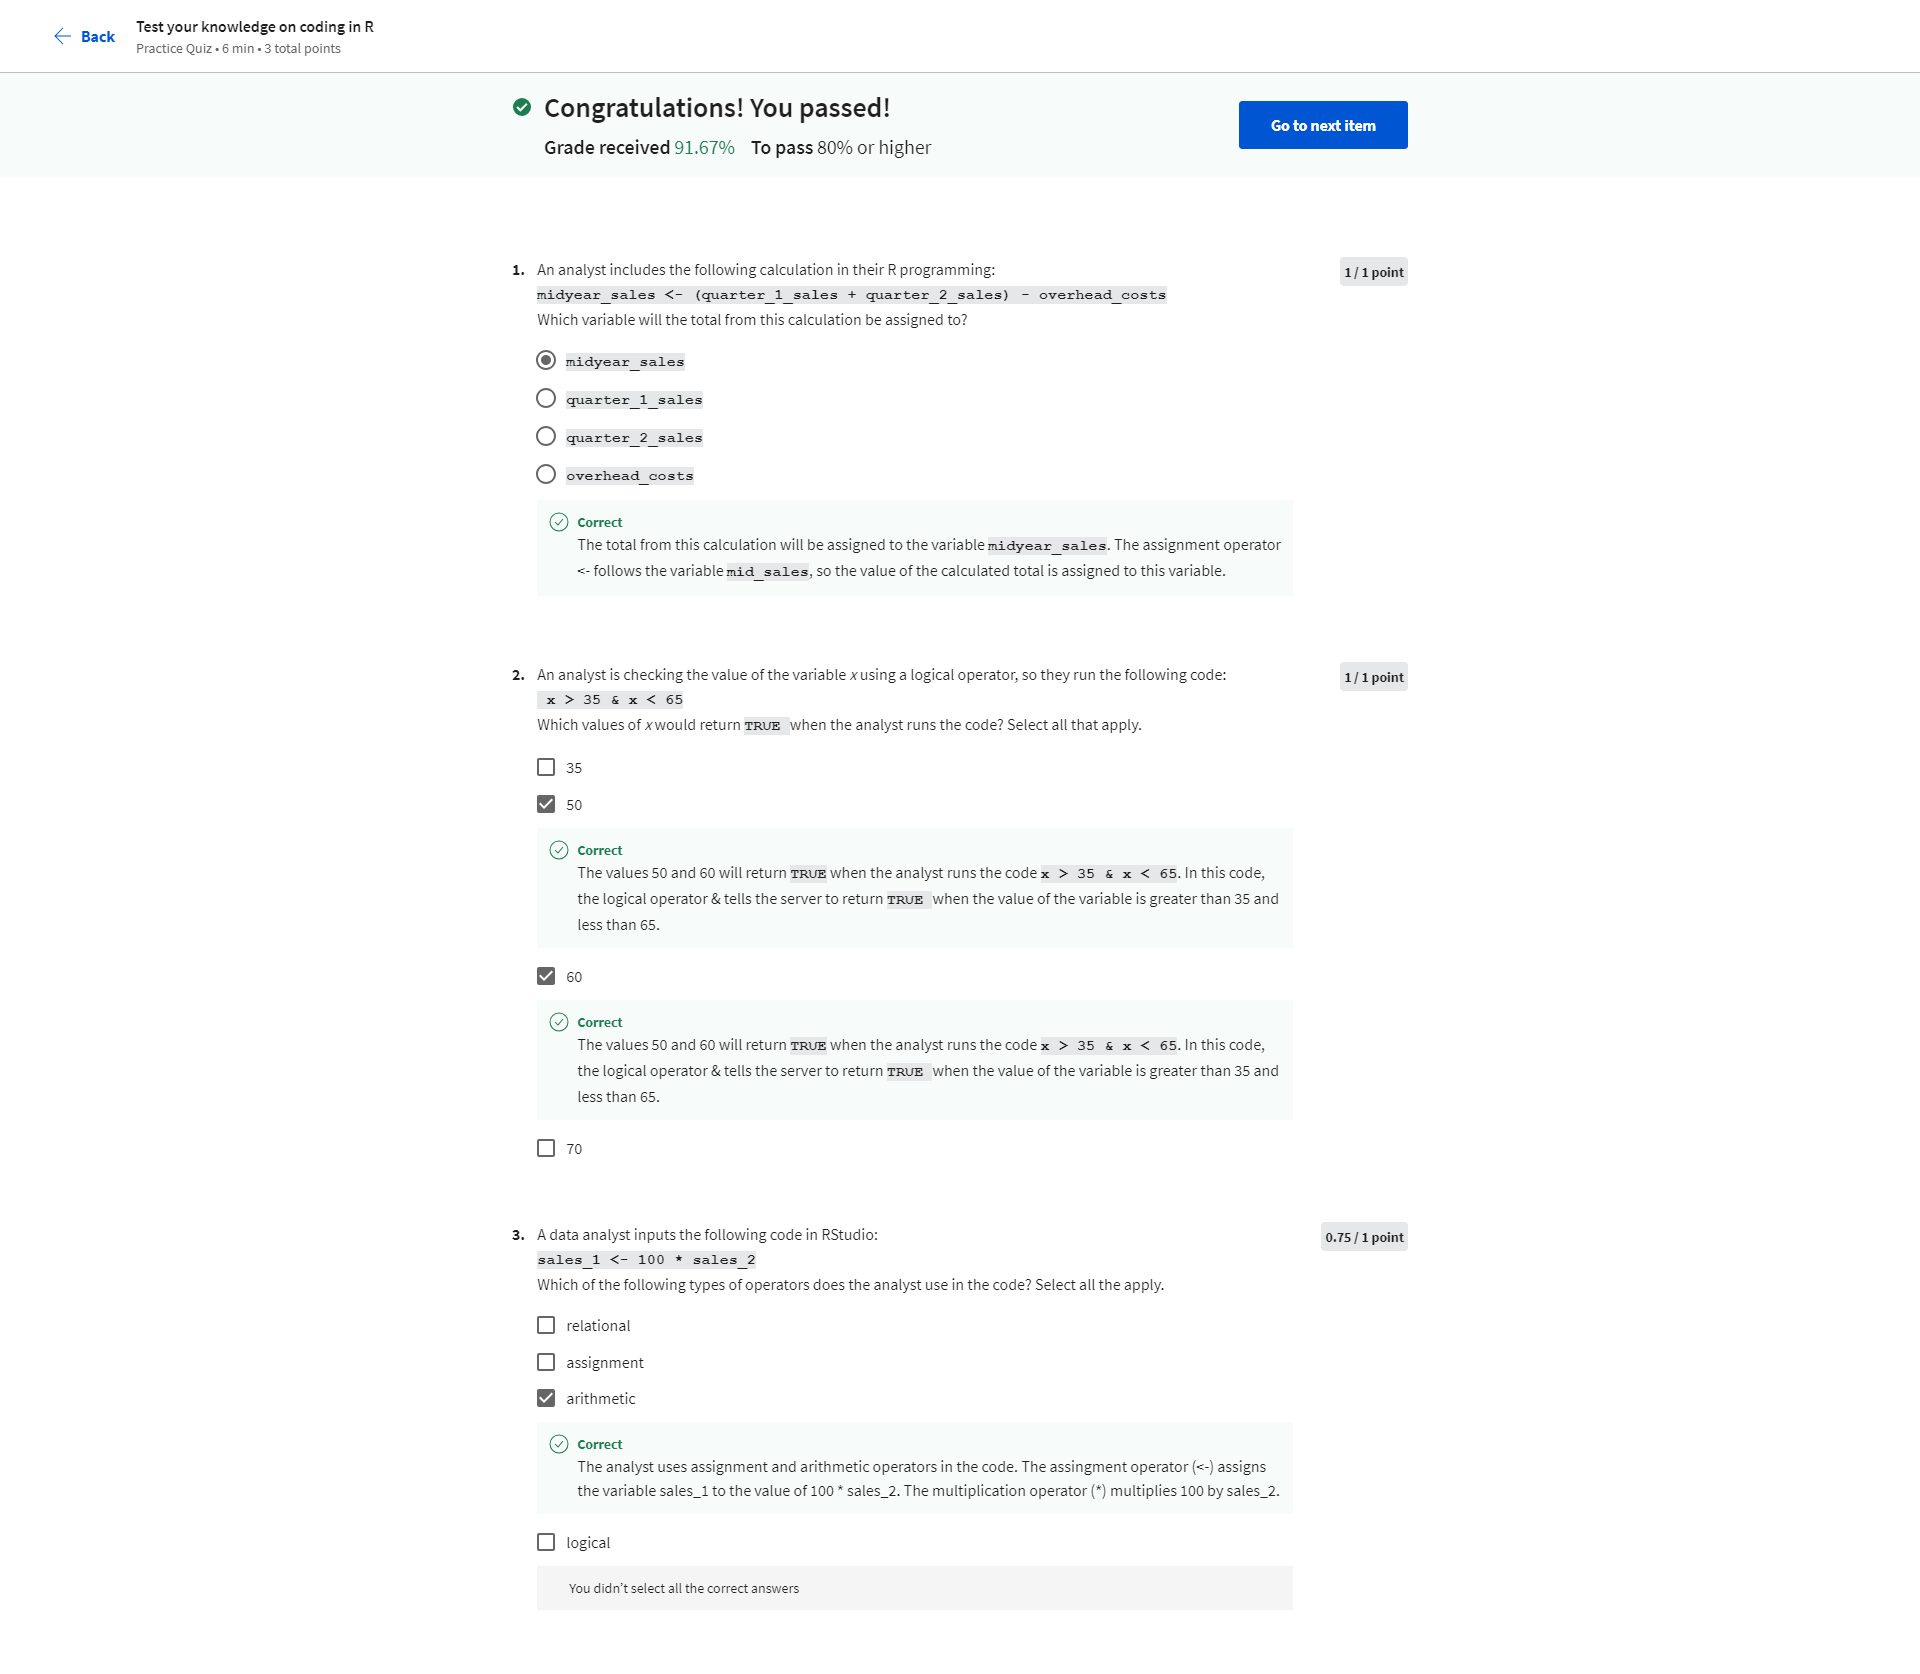 Back
Test your knowledge on coding in R
Practice Quiz • 6 min • 3 total points
Congratulations! You passed!
Grade received 91.67% To pass 80% or higher
Go to next item
1. An analyst includes the following calculation in their R programming:
1 / 1 point
midyear_sales <- (quarter_1_sales + quarter_2_sales) - overhead_costs
Which variable will the total from this calculation be assigned to?
midyear_sales
quarter_1_sales
quarter_2_sales
overhead_costs
Correct
The total from this calculation will be assigned to the variable midyear_sales. The assignment operator
<- follows the variable mid_sales, so the value of the calculated total is assigned to this variable.
2. An analyst is checking the value of the variable x using a logical operator, so they run the following code:
1 / 1 point
x > 35 & x < 65
Which values of x would return TRUE when the analyst runs the code? Select all that apply.
35
50
Correct
The values 50 and 60 will return TRUE when the analyst runs the code x > 35 & x < 65. In this code,
the logical operator & tells the server to return TRUE when the value of the variable is greater than 35 and
less than 65.
60
Correct
The values 50 and 60 will return TRUE when the analyst runs the code x > 35 & x < 65. In this code,
the logical operator & tells the server to return TRUE when the value of the variable is greater than 35 and
less than 65.
70
3. A data analyst inputs the following code in RStudio:
0.75 / 1 point
sales_1 <- 100 * sales_2
Which of the following types of operators does the analyst use in the code? Select all the apply.
relational
assignment
arithmetic
Correct
The analyst uses assignment and arithmetic operators in the code. The assingment operator (<-) assigns
the variable sales_1 to the value of 100 * sales_2. The multiplication operator (*) multiplies 100 by sales_2.
logical
You didn’t select all the correct answers